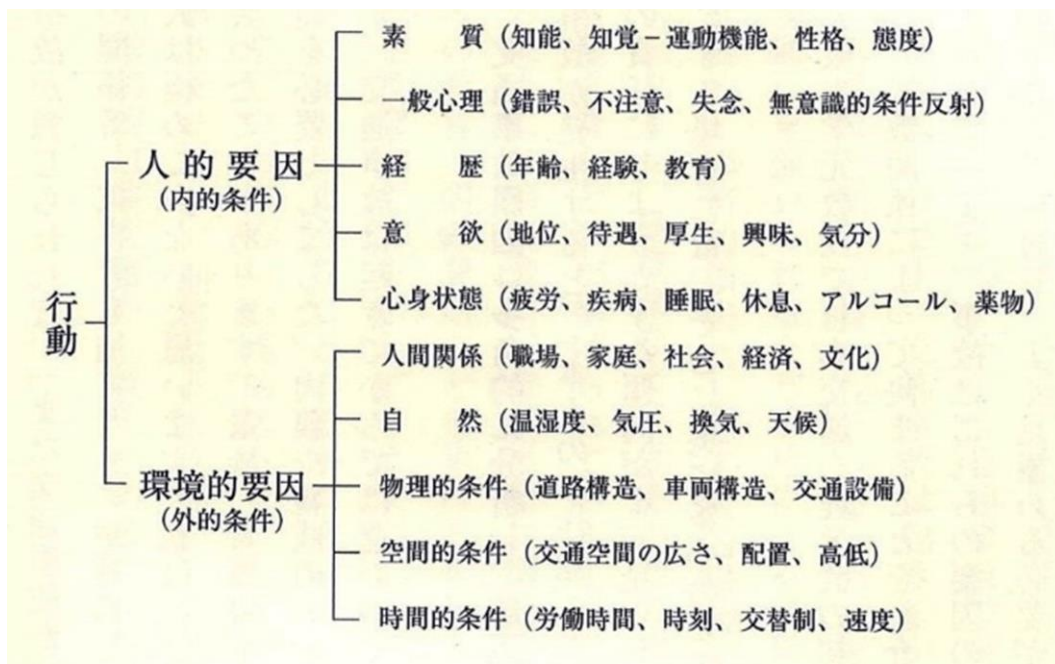 行動
人的要因
(内的条件)
素質 (知能、知覚－運動機能、性格、態度)
一般心理 (錯誤、不注意、失念、無意識的条件反射)
経歴 (年齢、経験、教育)
意欲 (地位、待遇、厚生、興味、気分)
心身状態 (疲労、疾病、睡眠、休息、アルコール、薬物)
環境的要因
(外的条件)
人間関係 (職場、家庭、社会、経済、文化)
自然 (温湿度、気圧、換気、天候)
物理的条件 (道路構造、車両構造、交通設備)
空間的条件 (交通空間の広さ、配置、高低)
時間的条件 (労働時間、時刻、交替制、速度)